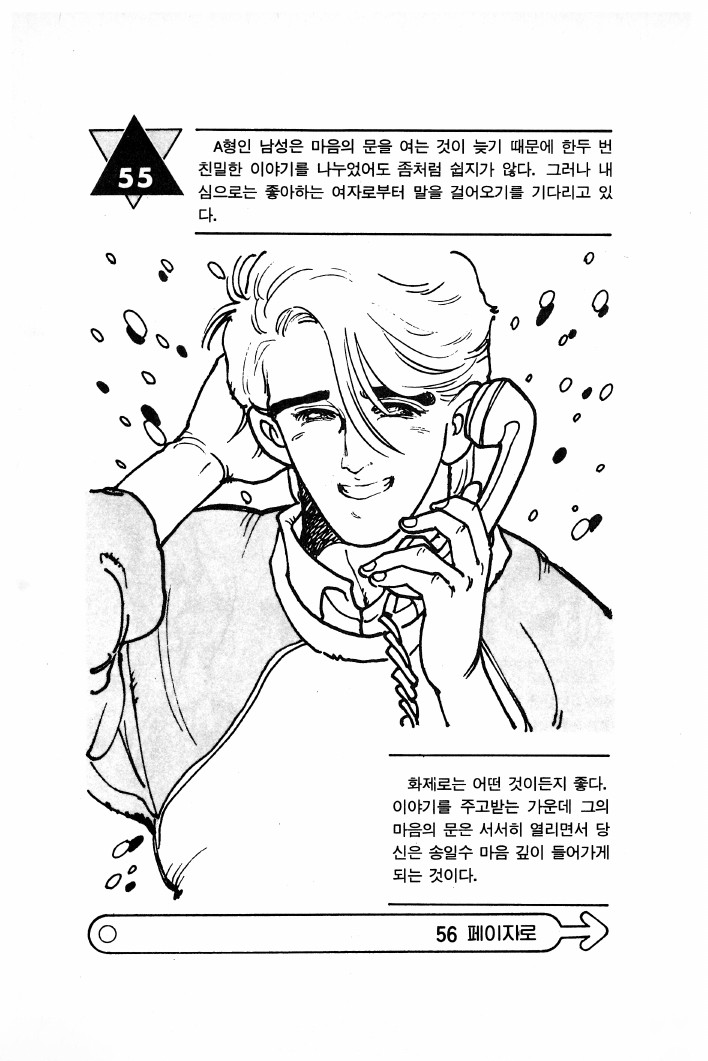 55
A형인 남성은 마음의 문을 여는 것이 늦기 때문에 한두 번
친밀한 이야기를 나누었어도 좀처럼 쉽지가 않다. 그러나 내
심으로는 좋아하는 여자로부터 말을 걸어오기를 기다리고 있
다.
화제로는 어떤 것이든지 좋다.
이야기를 주고받는 가운데 그의
마음의 문은 서서히 열리면서 당
신은 송일수 마음 깊이 들어가게
되는 것이다.
56 페이지로